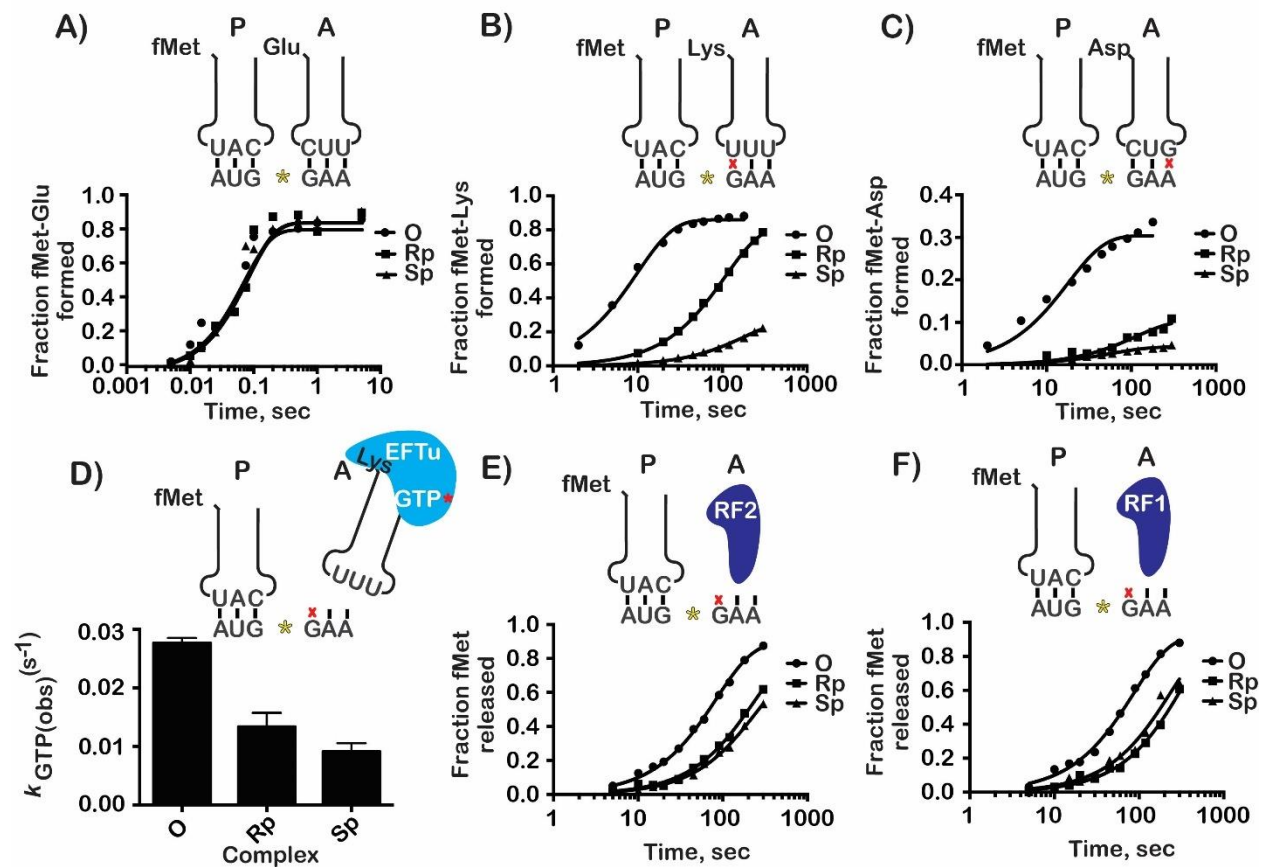 A)
P A
fMet Glu
UAC CUU
AUG * GAA
Fraction fMet-Glu
formed
1.0
0.8
0.6
0.4
0.2
0.0
0.001 0.01 0.1 1 10
Time, sec
O
Rp
Sp
B)
P A
fMet Lys
UAC UUU
x
AUG * GAA
Fraction fMet-Lys
formed
1.0
0.8
0.6
0.4
0.2
0.0
1 10 100 1000
Time, sec
O
Rp
Sp
C)
P A
fMet Asp
UAC CUG
x
AUG * GAA
Fraction fMet-Asp
formed
0.4
0.3
0.2
0.1
0.0
1 10 100 1000
Time, sec
O
Rp
Sp
D)
P A
fMet Lys EFTu
GTP*
UAC UUU
x
AUG * GAA
kGTP(obs)(s-1)
0.03
0.02
0.01
0.00
O Rp Sp
Complex
E)
P A
fMet RF2
UAC
x
AUG * GAA
Fraction fMet
released
1.0
0.8
0.6
0.4
0.2
0.0
1 10 100 1000
Time, sec
O
Rp
Sp
F)
P A
fMet RF1
UAC
x
AUG * GAA
Fraction fMet
released
1.0
0.8
0.6
0.4
0.2
0.0
1 10 100 1000
Time, sec
O
Rp
Sp